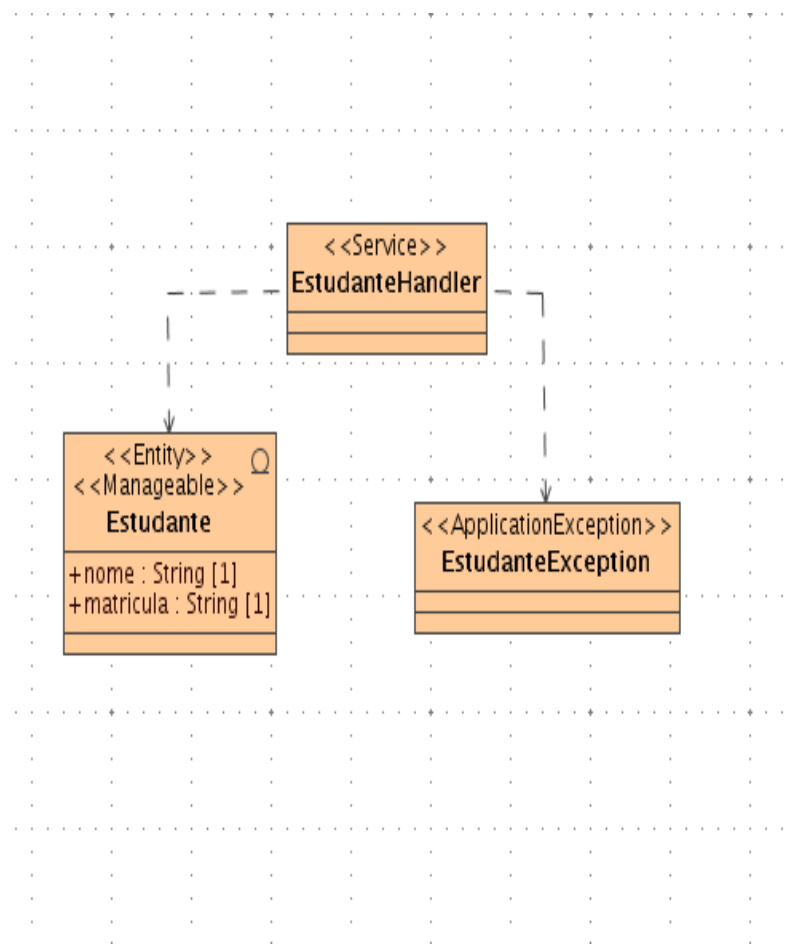 <<Service>>
EstudanteHandler
<<Entity>>
<<Manageable>>
Estudante
+nome : String [1]
+matricula : String [1]
<<ApplicationException>>
EstudanteException